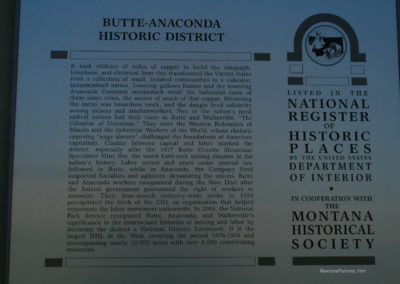 BUTTE-ANACONDA
HISTORIC DISTRICT
It took millions of miles of copper to build the telegraph,
telephone, and electrical lines that transformed the United States
from a collection of small, isolated communities to a cohesive,
industrialized nation. Looming gallows frames and the towering
Anaconda Company smokestack recall the industrial roots of
these sister cities, the source of much of that copper. Extracting
the metal was hazardous work, and the danger forged solidarity
among miners and smeltermen. Two of the nation's most
radical unions had their roots in Butte and Walkerville, "The
Gibraltar of Unionism." They were the Western Federation of
Miners and the Industrial Workers of the World, whose rhetoric
opposing "wage slavery" challenged the foundations of American
capitalism. Clashes between capital and labor marked the
district, especially after the 1917 Butte Granite Mountain/
Speculator Mine fire, the worst hard-rock mining disaster in the
nation's history. Labor unrest and years under martial law
followed in Butte, while in Anaconda, the Company fired
suspected Socialists and agitators, devastating the unions. Butte
and Anaconda workers reorganized during the New Deal after
the federal government guaranteed the right of workers to
unionize. Their four-month industry-wide strike in 1934
precipitated the birth of the CIO, an organization that helped
rejuvenate the labor movement nationwide. In 2006, the National
Park Service recognized Butte, Anaconda, and Walkerville's
significance to the intertwined histories of mining and labor by
declaring the district a National Historic Landmark. It is the
largest NHL in the West, covering the period 1876-1934 and
encompassing nearly 10,000 acres with over 6,000 contributing
resources.
LISTED IN THE
NATIONAL
REGISTER
OF
HISTORIC
PLACES
BY THE UNITED STATES
DEPARTMENT
OF INTERIOR
IN COOPERATION WITH
THE
MONTANA
HISTORICAL
SOCIETY
MontanaPictures.Net